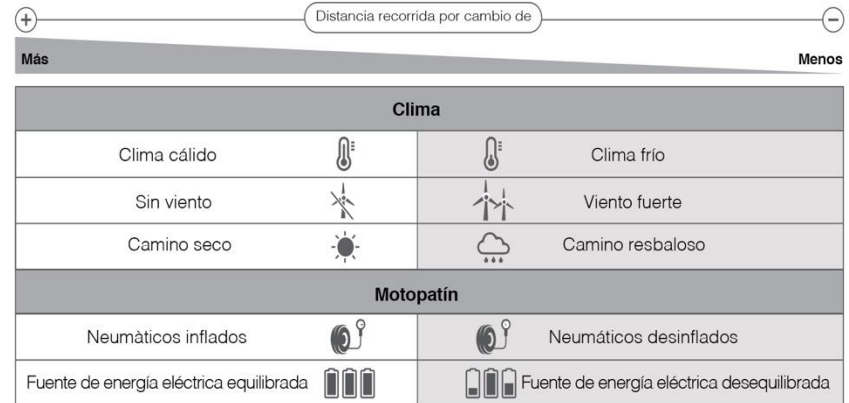 Distancia recorrida por cambio de
Más Menos
Clima
Clima cálido Clima frío
Sin viento Viento fuerte
Camino seco Camino resbaloso
Motopatín
Neumàticos inflados Neumáticos desinflados
Fuente de energía eléctrica equilibrada Fuente de energía eléctrica desequilibrada